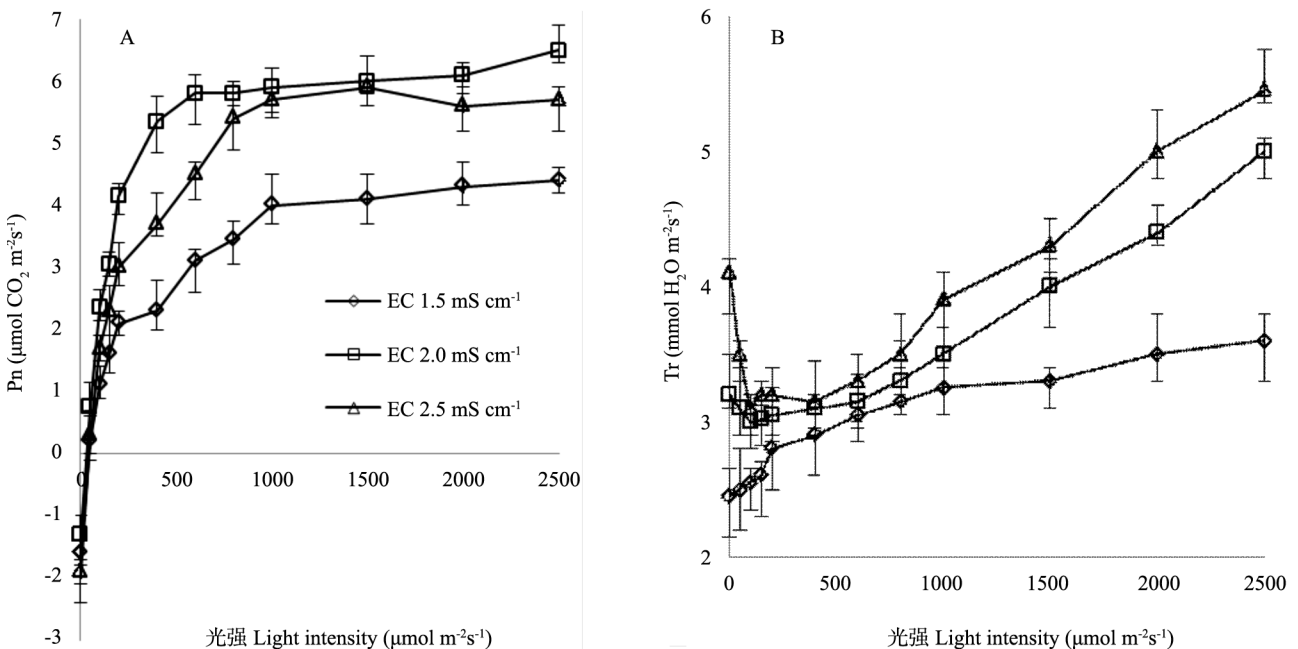 A
7
6
5
4
3
2
1
0
-1
-2
-3
Pn (μmol CO2 m-2s-1)
0 500 1000 1500 2000 2500
EC 1.5 mS cm-1
EC 2.0 mS cm-1
EC 2.5 mS cm-1
光强 Light intensity (μmol m-2s-1)
B
6
5
4
3
2
Tr (mmol H2O m-2s-1)
0 500 1000 1500 2000 2500
光强 Light intensity (μmol m-2s-1)